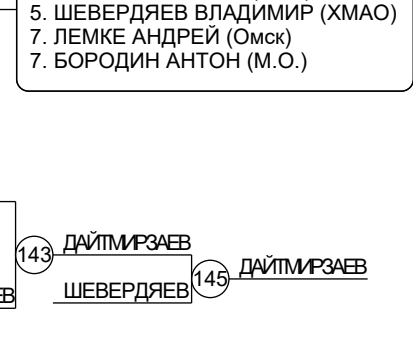 5. ШЕВЕРДЯЕВ ВЛАДИМИР (ХМАО)
7. ЛЕМКЕ АНДРЕЙ (Омск)
7. БОРОДИН АНТОН (М.О.)
143 ДАЙТМИРЗАЕВ
145 ДАЙТМИРЗАЕВ
ШЕВЕРДЯЕВ